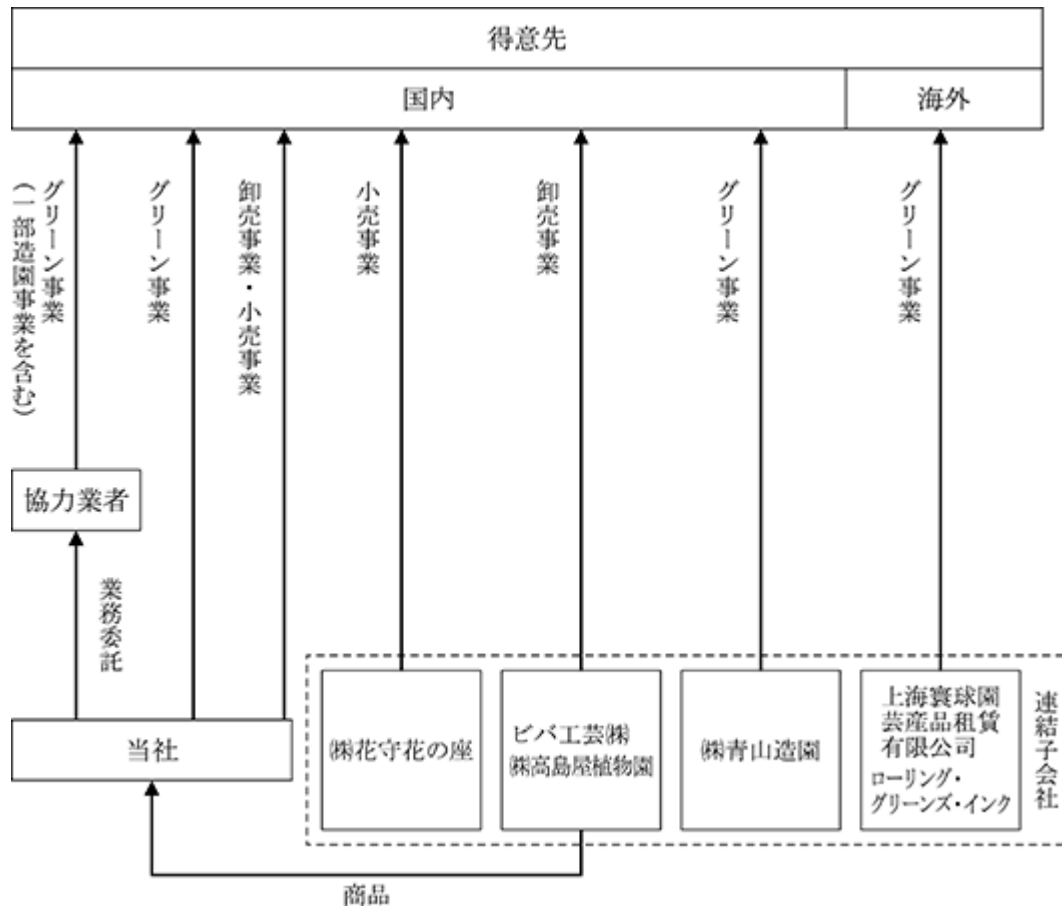 得意先
国内
海外
グリーン事業
(一部造園事業を含む)
グリーン事業
卸売事業・小売事業
小売事業
卸売事業
グリーン事業
グリーン事業
協力業者
業務委託
当社
㈱花守花の座
ビバ工芸㈱
㈱高島屋植物園
㈱青山造園
上海寰球園
芸産品租賃
有限公司
ローリング・
グリーンズ・インク
連結子会社
商品